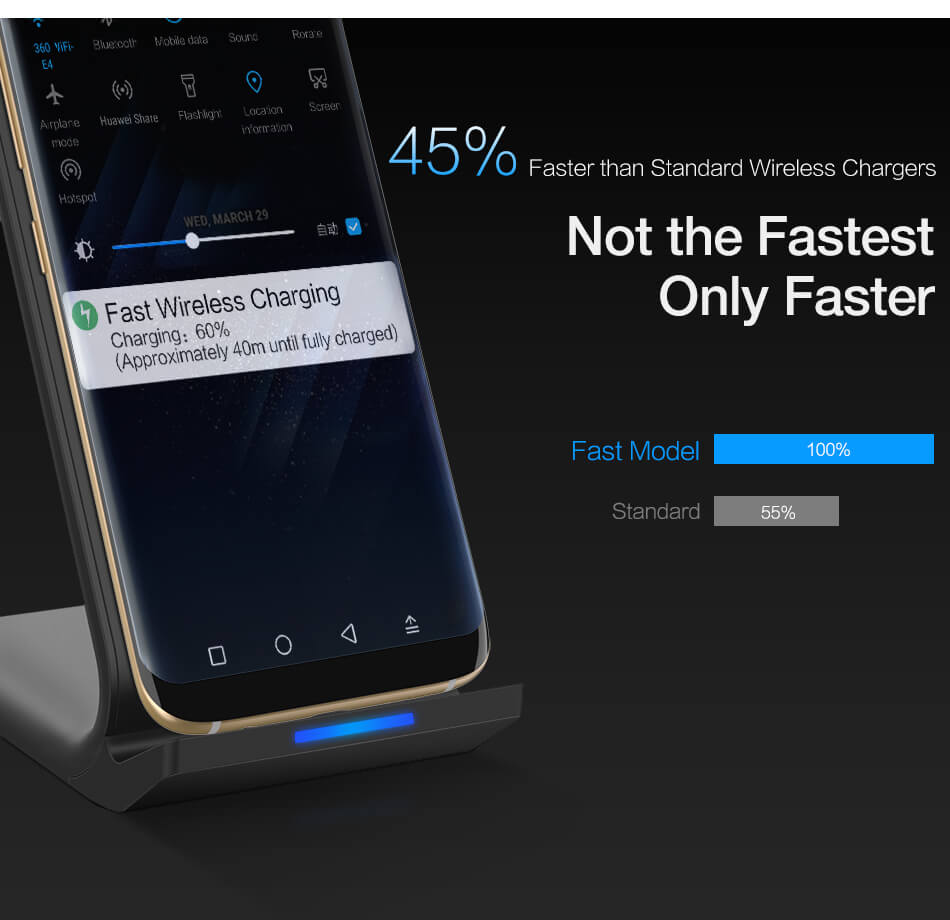 360 WiFi-
E4
Bluetooth
Mobile data
Sound
Rorate
Airplane
mode
Huawei Share
Flashlight
Location
information
Screen
Hotspot
45% Faster than Standard Wireless Chargers
WED, MARCH 29
自动
Not the Fastest
Only Faster
Fast Wireless Charging
Charging: 60%
(Approximately 40m until fully charged)
Fast Model 100%
Standard 55%